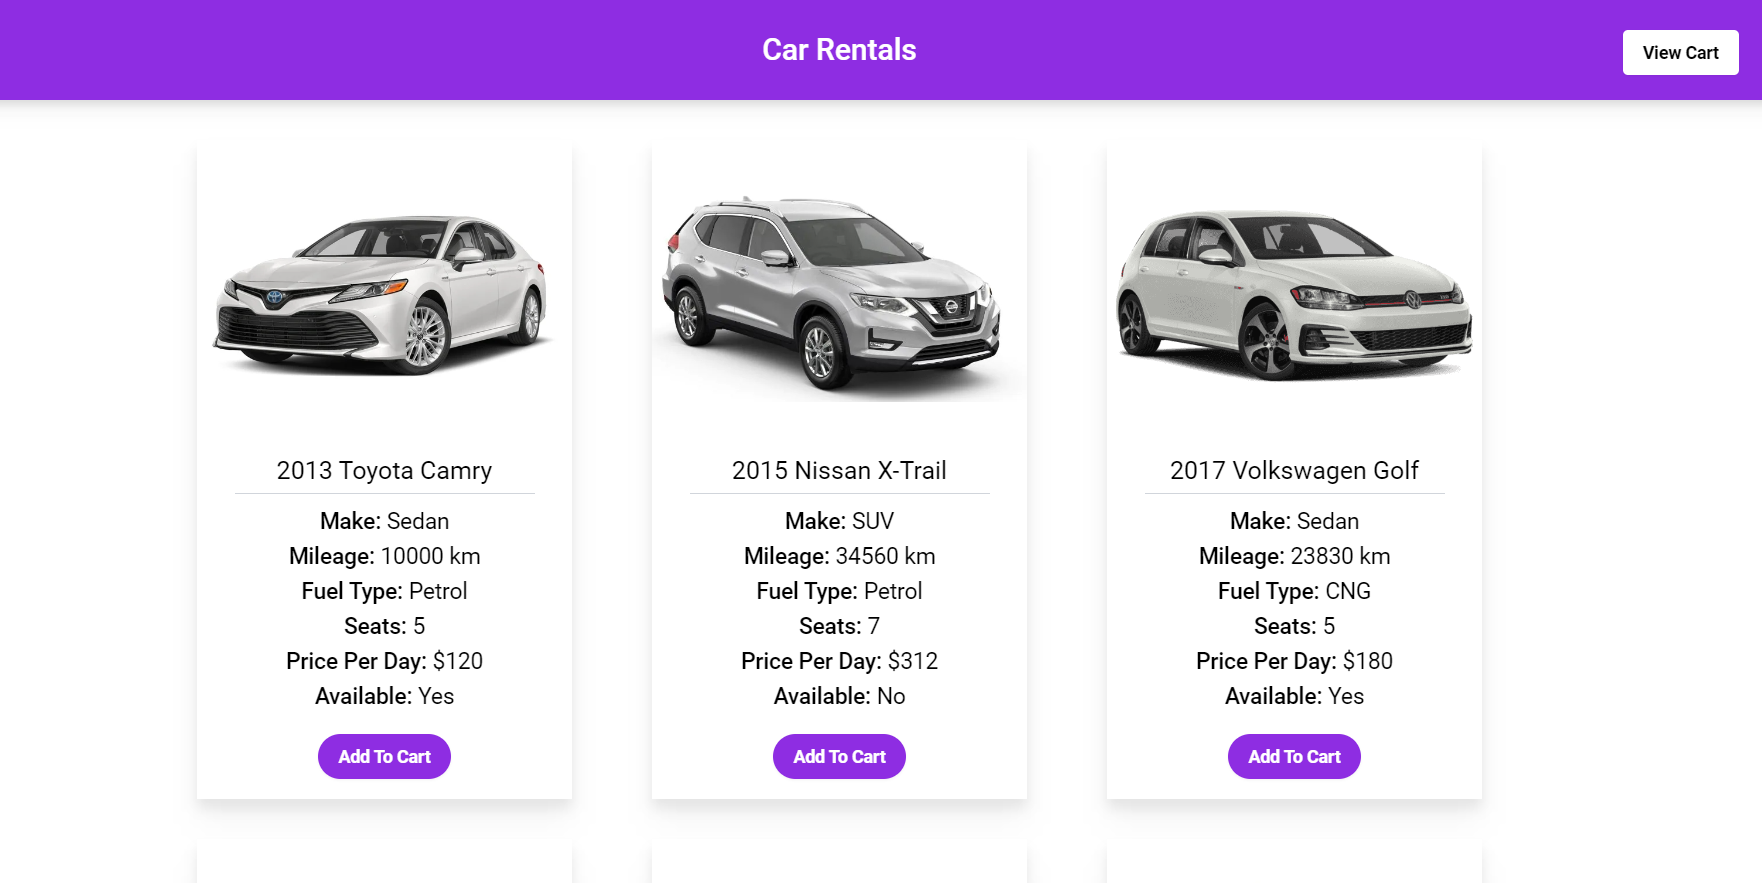 Car Rentals
View Cart
2013 Toyota Camry
Make: Sedan
Mileage: 10000 km
Fuel Type: Petrol
Seats: 5
Price Per Day: $120
Available: Yes
Add To Cart
2015 Nissan X-Trail
Make: SUV
Mileage: 34560 km
Fuel Type: Petrol
Seats: 7
Price Per Day: $312
Available: No
Add To Cart
2017 Volkswagen Golf
Make: Sedan
Mileage: 23830 km
Fuel Type: CNG
Seats: 5
Price Per Day: $180
Available: Yes
Add To Cart